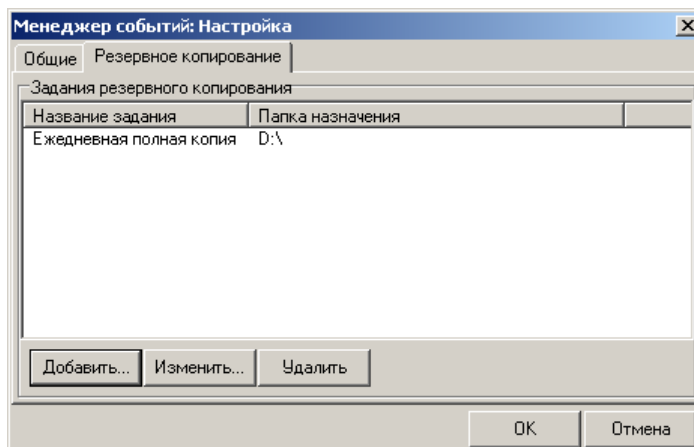 Менеджер событий: Настройка
Общие Резервное копирование
Задания резервного копирования
Название задания Папка назначения
Ежедневная полная копия D:\
Добавить... Изменить... Удалить
OK Отмена